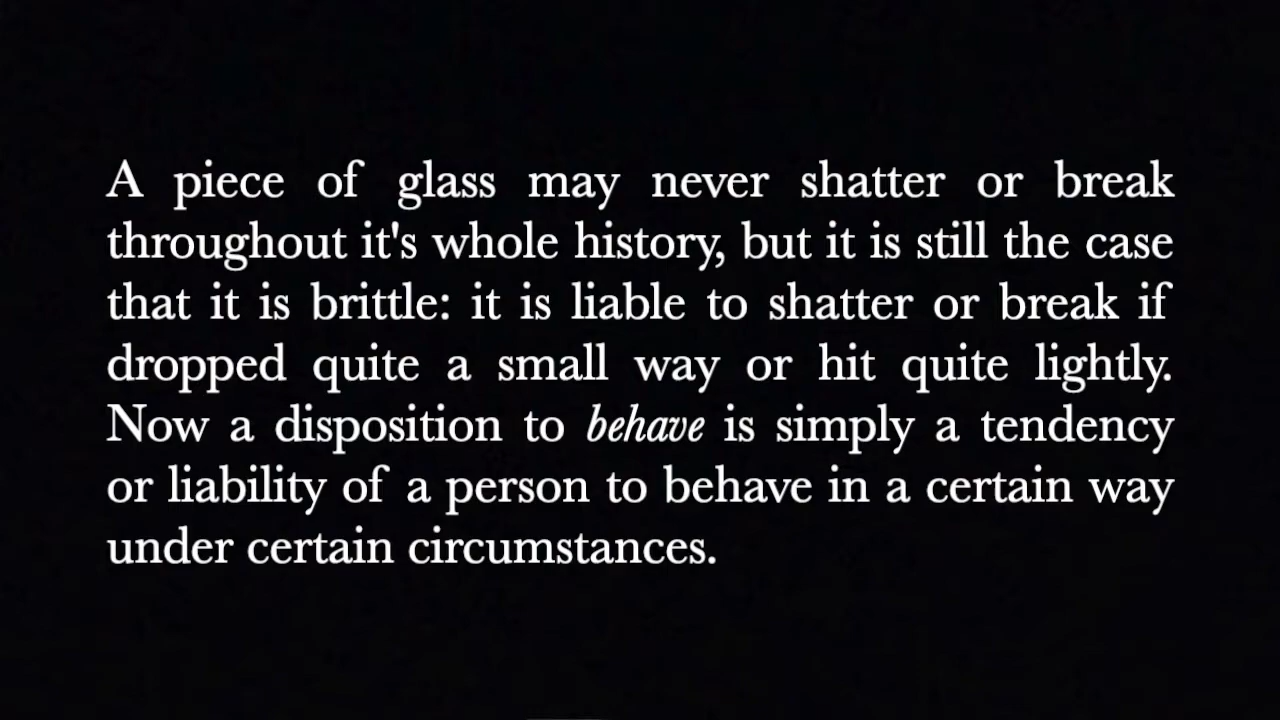 A piece of glass may never shatter or break
throughout it's whole history, but it is still the case
that it is brittle: it is liable to shatter or break if
dropped quite a small way or hit quite lightly.
Now a disposition to behave is simply a tendency
or liability of a person to behave in a certain way
under certain circumstances.